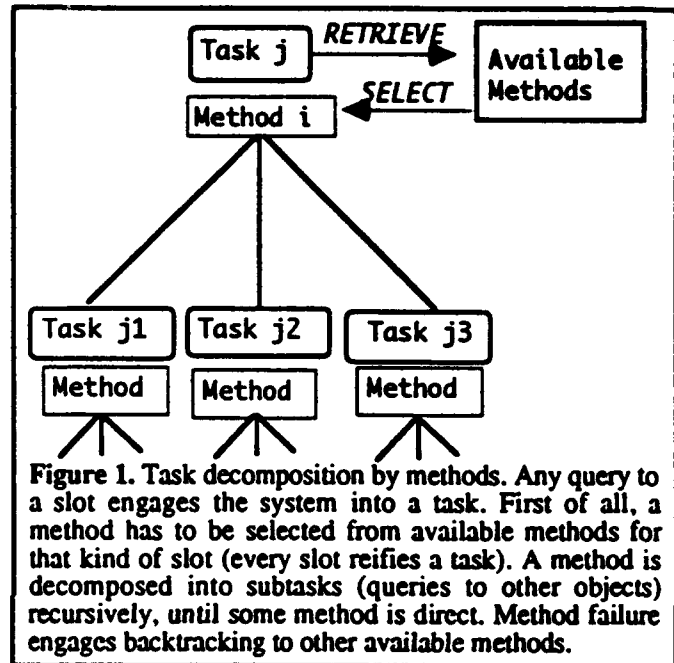 Task j
RETRIEVE
Available
Methods
SELECT
Method i
Task j1
Task j2
Task j3
Method
Method
Method
Figure 1. Task decomposition by methods. Any query to
a slot engages the system into a task. First of all, a
method has to be selected from available methods for
that kind of slot (every slot reifies a task). A method is
decomposed into subtasks (queries to other objects)
recursively, until some method is direct. Method failure
engages backtracking to other available methods.